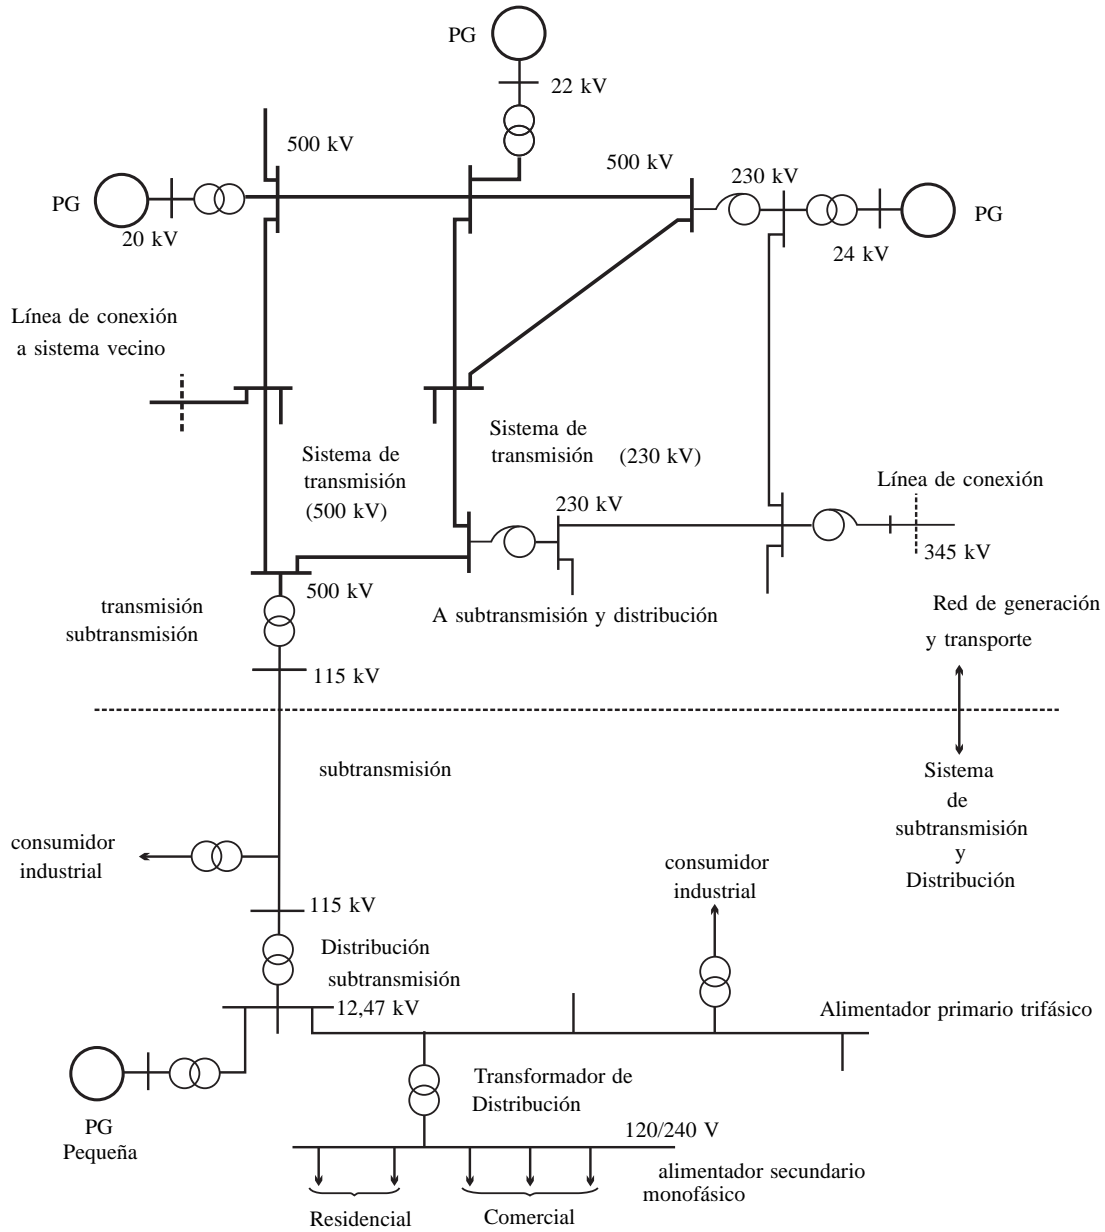 PG
22 kV
500 kV
500 kV
230 kV
PG
20 kV
PG
24 kV
Línea de conexión
a sistema vecino
Sistema de
transmisión
(500 kV)
Sistema de
transmisión (230 kV)
Línea de conexión
230 kV
345 kV
500 kV
transmisión
subtransmisión
A subtransmisión y distribución
Red de generación
y transporte
115 kV
subtransmisión
Sistema
de
subtransmisión
y
Distribución
consumidor
industrial
consumidor
industrial
115 kV
Distribución
subtransmisión
12,47 kV
Alimentador primario trifásico
PG
Pequeña
Transformador de
Distribución
120/240 V
alimentador secundario
monofásico
Residencial
Comercial